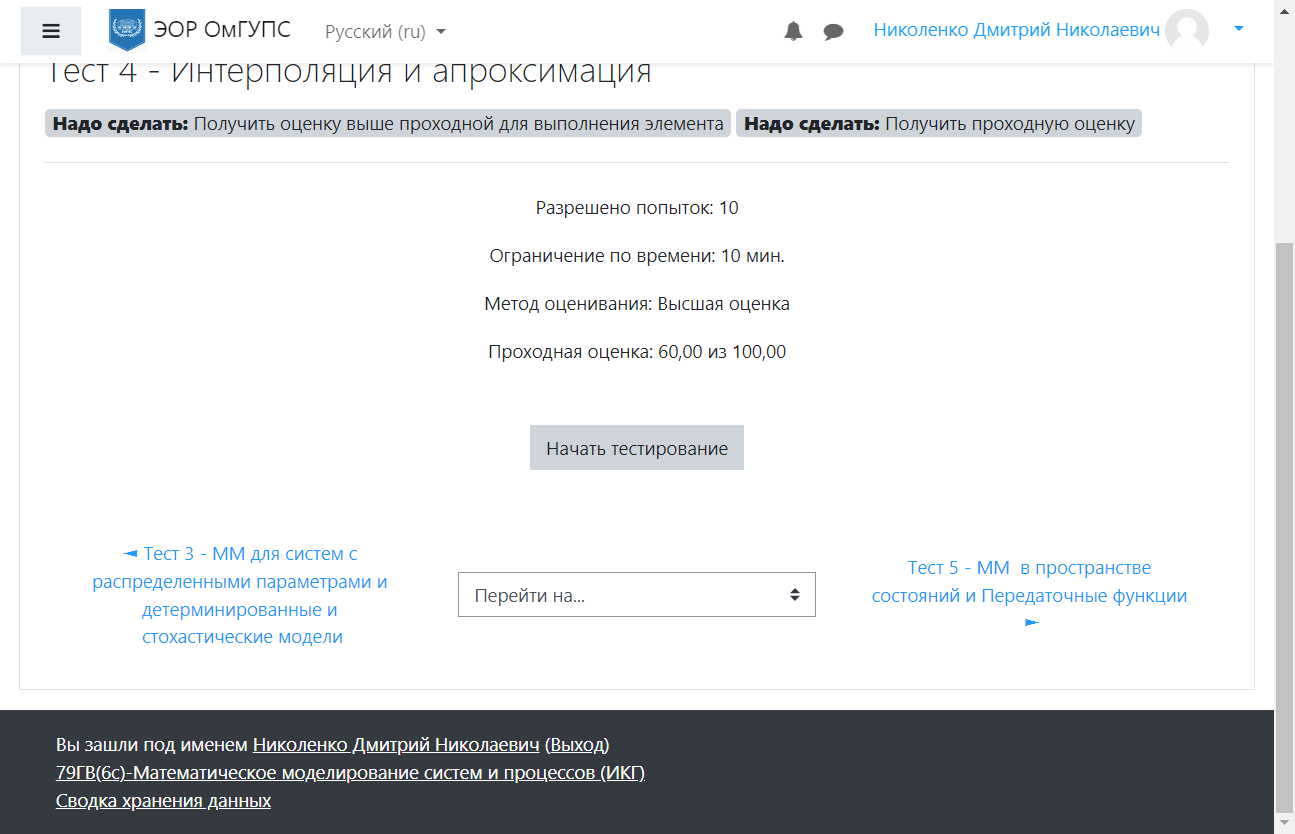 ЭОР ОмГУПС
Русский (ru)
Николенко Дмитрий Николаевич
Тест 4 - Интерполяция и апроксимация
Надо сделать: Получить оценку выше проходной для выполнения элемента
Надо сделать: Получить проходную оценку
Разрешено попыток: 10
Ограничение по времени: 10 мин.
Метод оценивания: Высшая оценка
Проходная оценка: 60,00 из 100,00
Начать тестирование
◄ Тест 3 - ММ для систем с
распределенными параметрами и
детерминированные и
стохастические модели
Перейти на...
Тест 5 - ММ  в пространстве
состояний и Передаточные функции
►
Вы зашли под именем Николенко Дмитрий Николаевич (Выход)
79ГВ(6с)-Математическое моделирование систем и процессов (ИКГ)
Сводка хранения данных